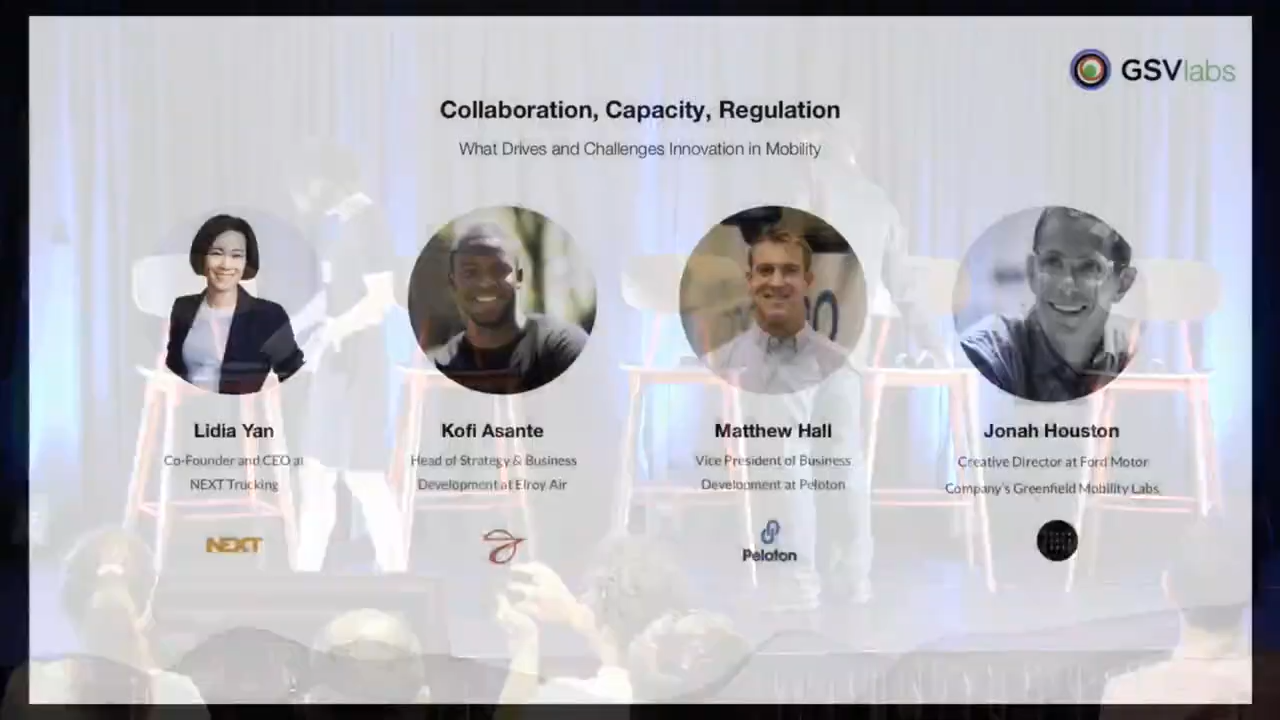 GSVlabs
Collaboration, Capacity, Regulation
What Drives and Challenges Innovation in Mobility
Lidia Yan
Co-Founder and CEO at
NEXT Trucking
NEXT
Kofi Asante
Head of Strategy & Business
Development at Elroy Air
Matthew Hall
Vice President of Business
Development at Peloton
Peloton
Jonah Houston
Creative Director at Ford Motor
Company's Greenfield Mobility Labs